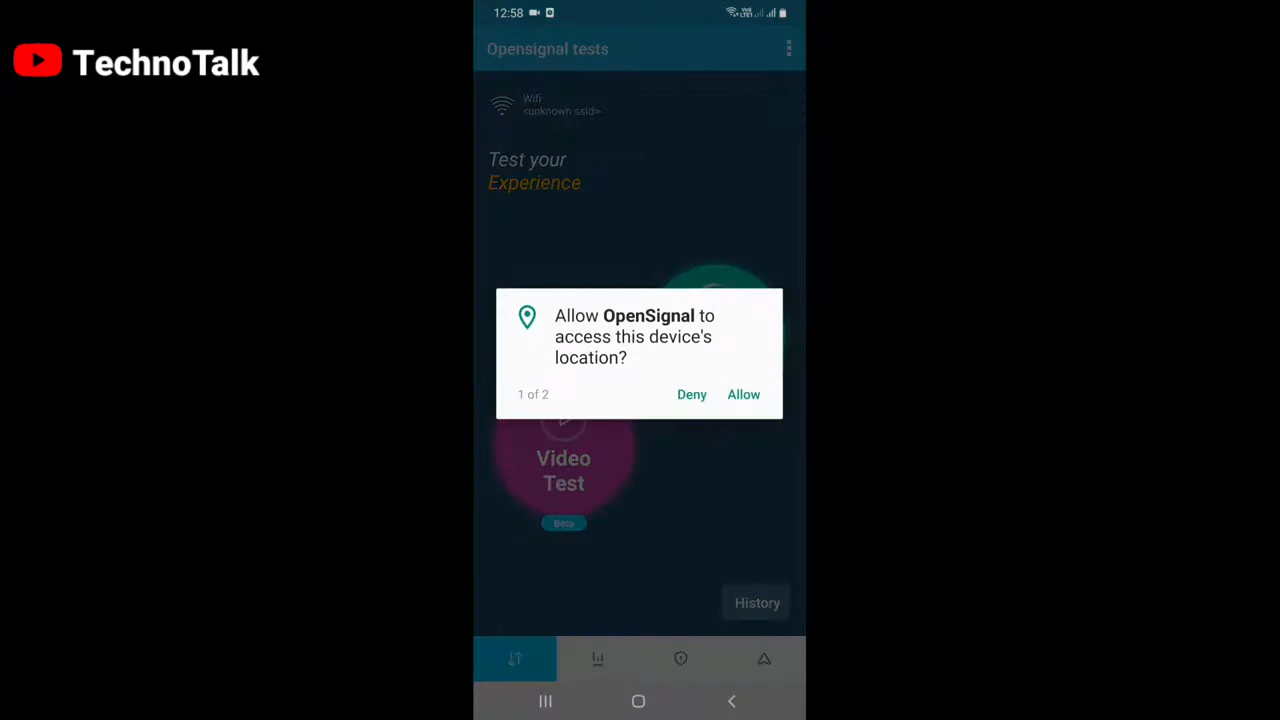 12:58
TechnoTalk
Opensignal tests
Wifi
<unknown ssid>
Test your
Experience
Allow OpenSignal to
access this device's
location?
1 of 2
Deny
Allow
Video
Test
Beta
History